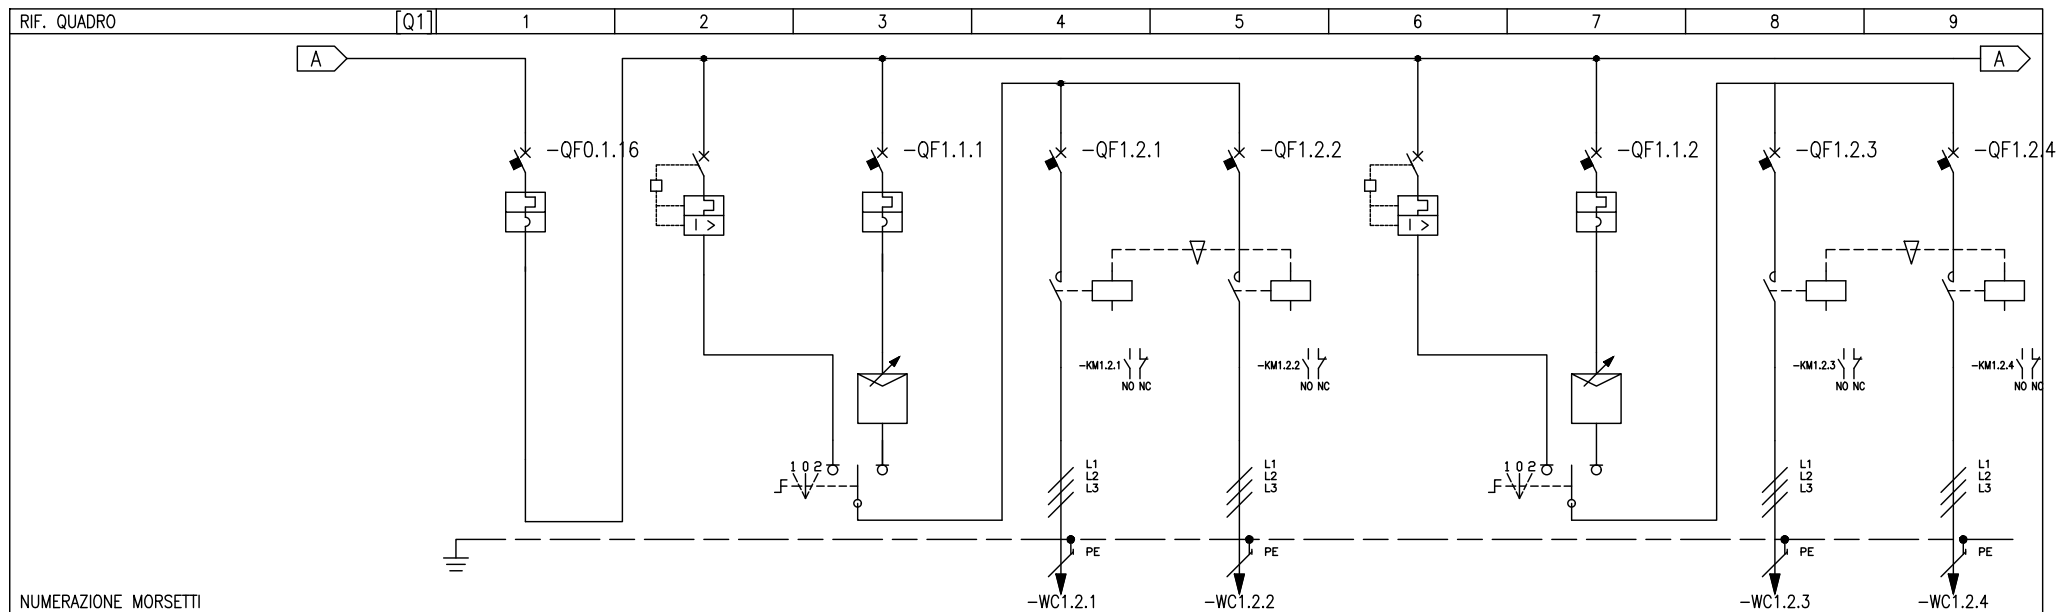 RIF. QUADRO [Q1] 1 2 3 4 5 6 7 8 9
A A
-QF0.1.16 -QF1.1.1 -QF1.2.1 -QF1.2.2 -QF1.1.2 -QF1.2.3 -QF1.2.4
I > I >
-KM1.2.1 -KM1.2.2 -KM1.2.3 -KM1.2.4
NO NC NO NC NO NC NO NC
1 0 2 L1 L1 1 0 2 L1 L1
L2 L2 L2 L2
L3 L3 L3 L3
PE PE PE PE
NUMERAZIONE MORSETTI -WC1.2.1 -WC1.2.2 -WC1.2.3 -WC1.2.4